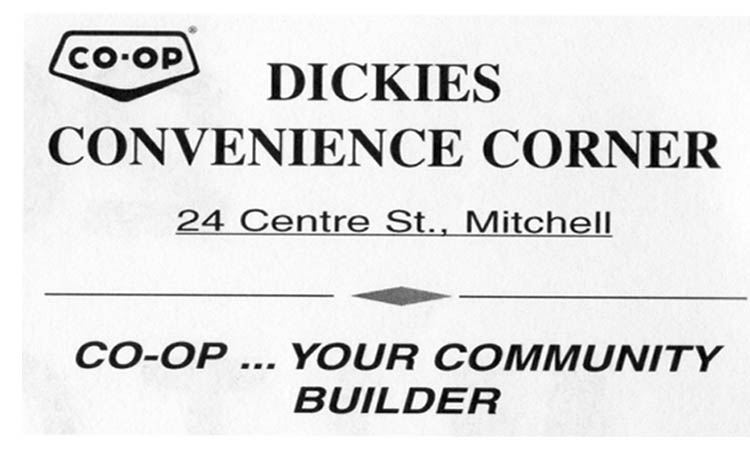 CO-OP®
DICKIES
CONVENIENCE CORNER
24 Centre St., Mitchell
CO-OP ... YOUR COMMUNITY
BUILDER